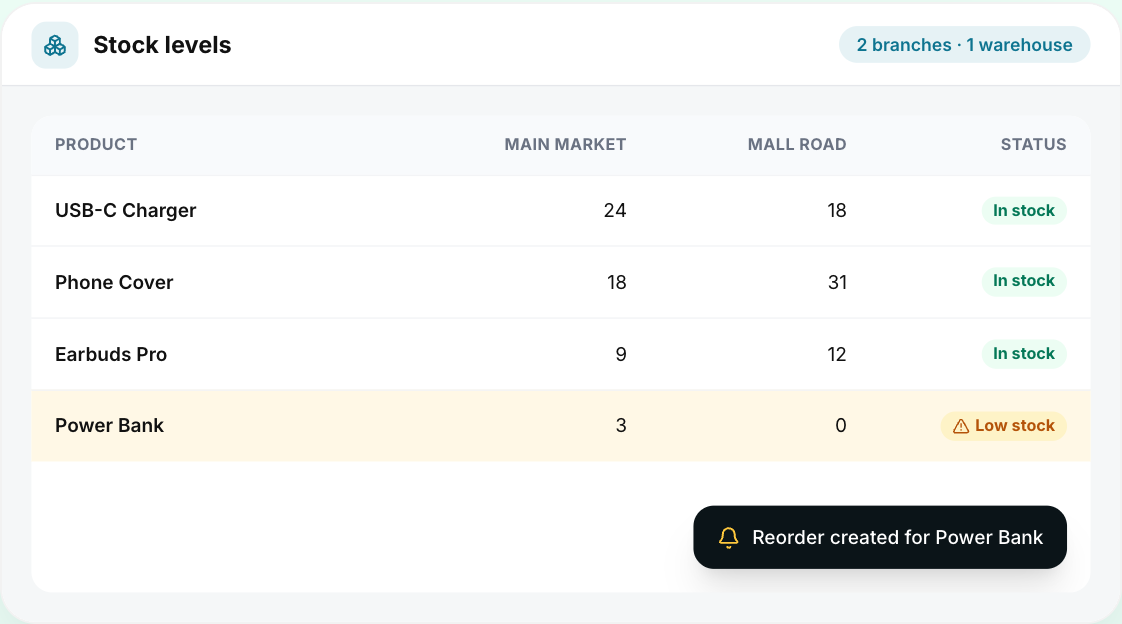 Stock levels
2 branches · 1 warehouse
PRODUCT MAIN MARKET MALL ROAD STATUS
USB-C Charger 24 18 In stock
Phone Cover 18 31 In stock
Earbuds Pro 9 12 In stock
Power Bank 3 0 Low stock
Reorder created for Power Bank